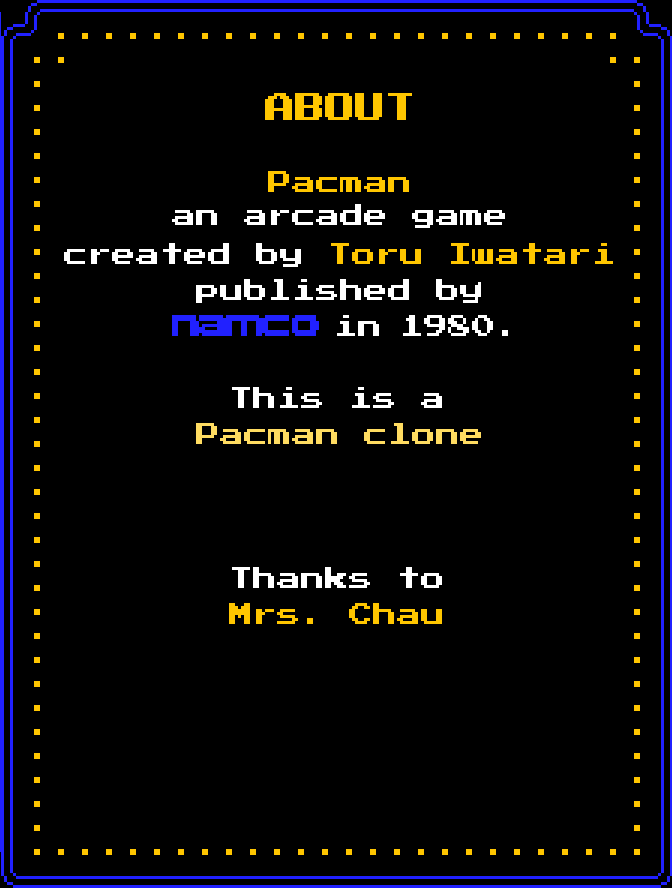 ABOUT
Pacman
an arcade game
created by Toru Iwatari
published by
namco in 1980.
This is a
Pacman clone
Thanks to
Mrs. Chau